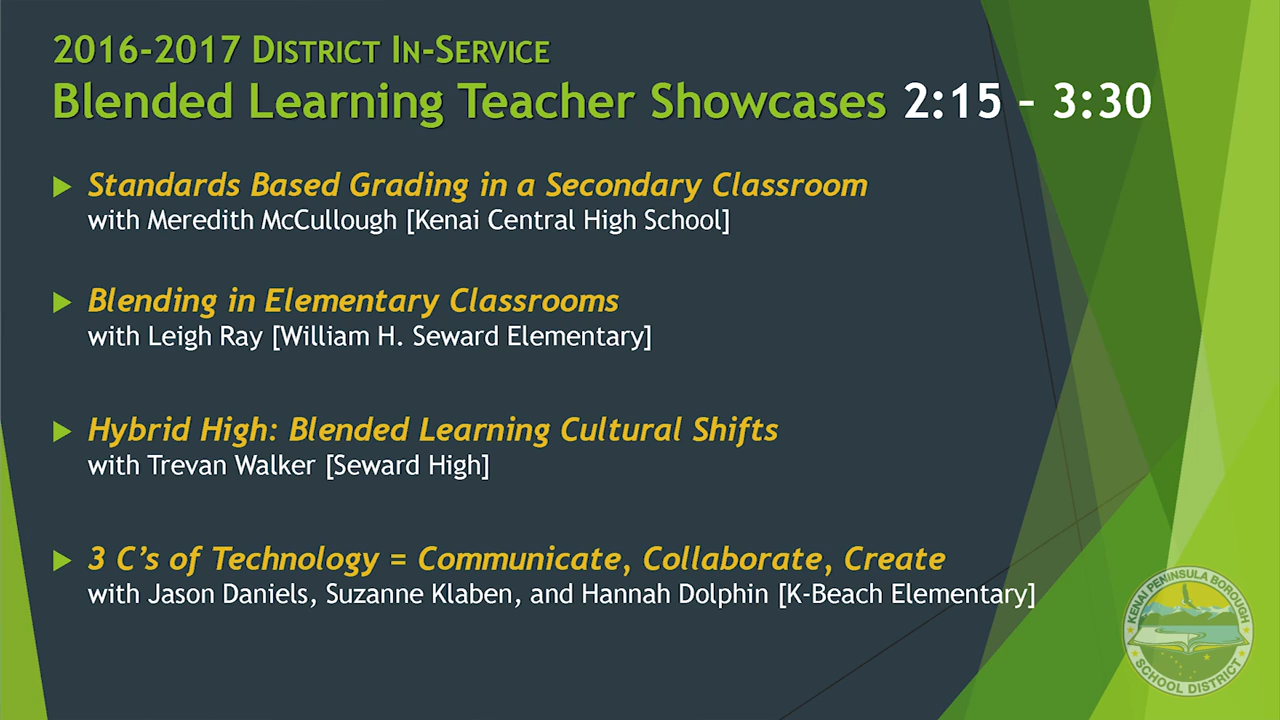 2016-2017 DISTRICT IN-SERVICE
Blended Learning Teacher Showcases 2:15 – 3:30
Standards Based Grading in a Secondary Classroom
with Meredith McCullough [Kenai Central High School]
Blending in Elementary Classrooms
with Leigh Ray [William H. Seward Elementary]
Hybrid High: Blended Learning Cultural Shifts
with Trevan Walker [Seward High]
3 C’s of Technology = Communicate, Collaborate, Create
with Jason Daniels, Suzanne Klaben, and Hannah Dolphin [K-Beach Elementary]
KENAI PENINSULA BOROUGH
SCHOOL DISTRICT